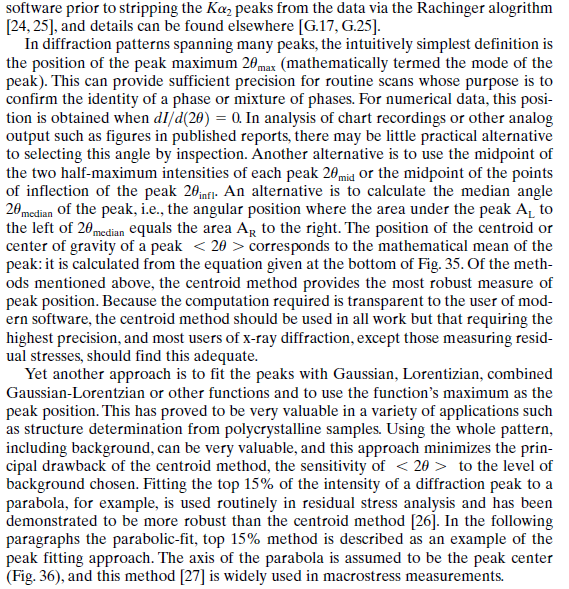 software prior to stripping the Kα₂ peaks from the data via the Rachinger alogrithm
[24, 25], and details can be found elsewhere [G.17, G.25].
In diffraction patterns spanning many peaks, the intuitively simplest definition is
the position of the peak maximum 2θmax (mathematically termed the mode of the
peak). This can provide sufficient precision for routine scans whose purpose is to
confirm the identity of a phase or mixture of phases. For numerical data, this posi-
tion is obtained when dI/d(2θ) = 0. In analysis of chart recordings or other analog
output such as figures in published reports, there may be little practical alternative
to selecting this angle by inspection. Another alternative is to use the midpoint of
the two half-maximum intensities of each peak 2θmid or the midpoint of the points
of inflection of the peak 2θinfl. An alternative is to calculate the median angle
2θmedian of the peak, i.e., the angular position where the area under the peak AL to
the left of 2θmedian equals the area AR to the right. The position of the centroid or
center of gravity of a peak < 2θ > corresponds to the mathematical mean of the
peak: it is calculated from the equation given at the bottom of Fig. 35. Of the meth-
ods mentioned above, the centroid method provides the most robust measure of
peak position. Because the computation required is transparent to the user of mod-
ern software, the centroid method should be used in all work but that requiring the
highest precision, and most users of x-ray diffraction, except those measuring resid-
ual stresses, should find this adequate.
Yet another approach is to fit the peaks with Gaussian, Lorentizian, combined
Gaussian-Lorentzian or other functions and to use the function's maximum as the
peak position. This has proved to be very valuable in a variety of applications such
as structure determination from polycrystalline samples. Using the whole pattern,
including background, can be very valuable, and this approach minimizes the prin-
cipal drawback of the centroid method, the sensitivity of < 2θ > to the level of
background chosen. Fitting the top 15% of the intensity of a diffraction peak to a
parabola, for example, is used routinely in residual stress analysis and has been
demonstrated to be more robust than the centroid method [26]. In the following
paragraphs the parabolic-fit, top 15% method is described as an example of the
peak fitting approach. The axis of the parabola is assumed to be the peak center
(Fig. 36), and this method [27] is widely used in macrostress measurements.